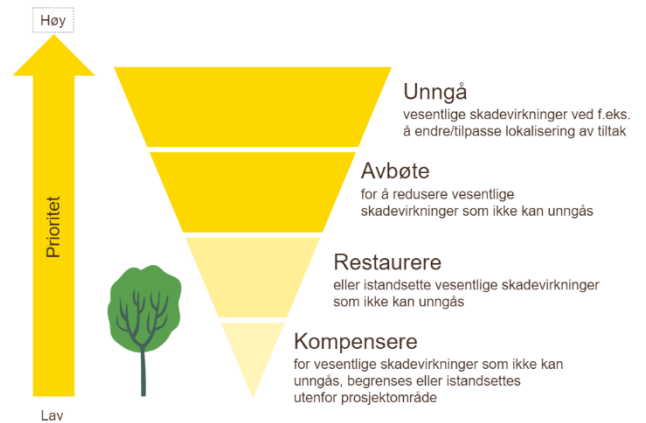 Høy
Unngå
vesentlige skadevirkninger ved f.eks.
å endre/tilpasse lokalisering av tiltak
Avbøte
for å redusere vesentlige
skadevirkninger som ikke kan unngås
Prioritet
Restaurere
eller istandsette vesentlige skadevirkninger
som ikke kan unngås
Kompensere
for vesentlige skadevirkninger som ikke kan
unngås, begrenses eller istandsettes
utenfor prosjektområde
Lav